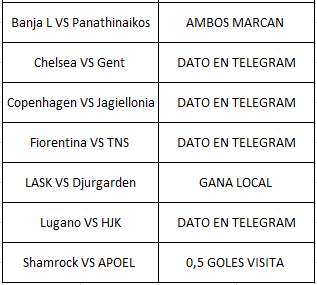 Banja L VS Panathinaikos AMBOS MARCAN
Chelsea VS Gent DATO EN TELEGRAM
Copenhagen VS Jagiellonia DATO EN TELEGRAM
Fiorentina VS TNS DATO EN TELEGRAM
LASK VS Djurgarden GANA LOCAL
Lugano VS HJK DATO EN TELEGRAM
Shamrock VS APOEL 0,5 GOLES VISITA